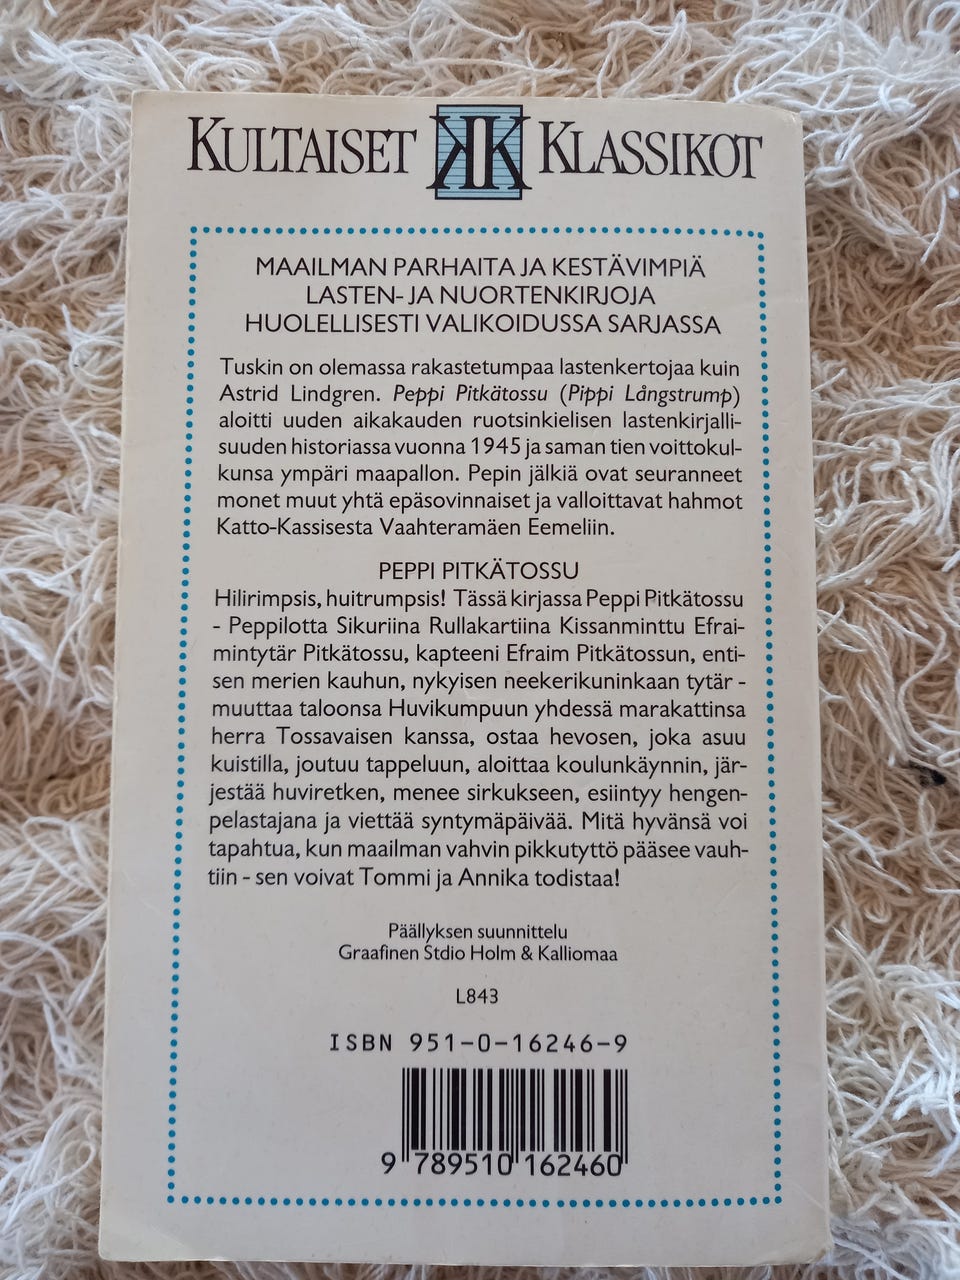 KULTAISET KK KLASSIKOT
MAAILMAN PARHAITA JA KESTÄVIMPIÄ
LASTEN- JA NUORTENKIRJOJA
HUOLELLISESTI VALIKOIDUSSA SARJASSA
Tuskin on olemassa rakastetumpaa lastenkertojaa kuin
Astrid Lindgren. Peppi Pitkätossu (Pippi Långstrump)
aloitti uuden aikakauden ruotsinkielisen lastenkirjalli-
suuden historiassa vuonna 1945 ja saman tien voittokul-
kunsa ympäri maapallon. Pepin jälkiä ovat seuranneet
monet muut yhtä epäsovinnaiset ja valloittavat hahmot
Katto-Kassisesta Vaahteramäen Eemeliin.
PEPPI PITKÄTOSSU
Hilirimpsis, huitrumpsis! Tässä kirjassa Peppi Pitkätossu
- Peppilotta Sikuriina Rullakartiina Kissanminttu Efrai-
mintytär Pitkätossu, kapteeni Efraim Pitkätossun, enti-
sen merien kauhun, nykyisen neekerikuninkaan tytär -
muuttaa taloonsa Huvikumpuun yhdessä marakattinsa
herra Tossavaisen kanssa, ostaa hevosen, joka asuu
kuistilla, joutuu tappeluun, aloittaa koulunkäynnin, jär-
jestää huviretken, menee sirkukseen, esiintyy hengen-
pelastajana ja viettää syntymäpäivää. Mitä hyvänsä voi
tapahtua, kun maailman vahvin pikkutyttö pääsee vauh-
tiin - sen voivat Tommi ja Annika todistaa!
Päällyksen suunnittelu
Graafinen Stdio Holm & Kalliomaa
L843
ISBN 951-0-16246-9
9 789510 162460